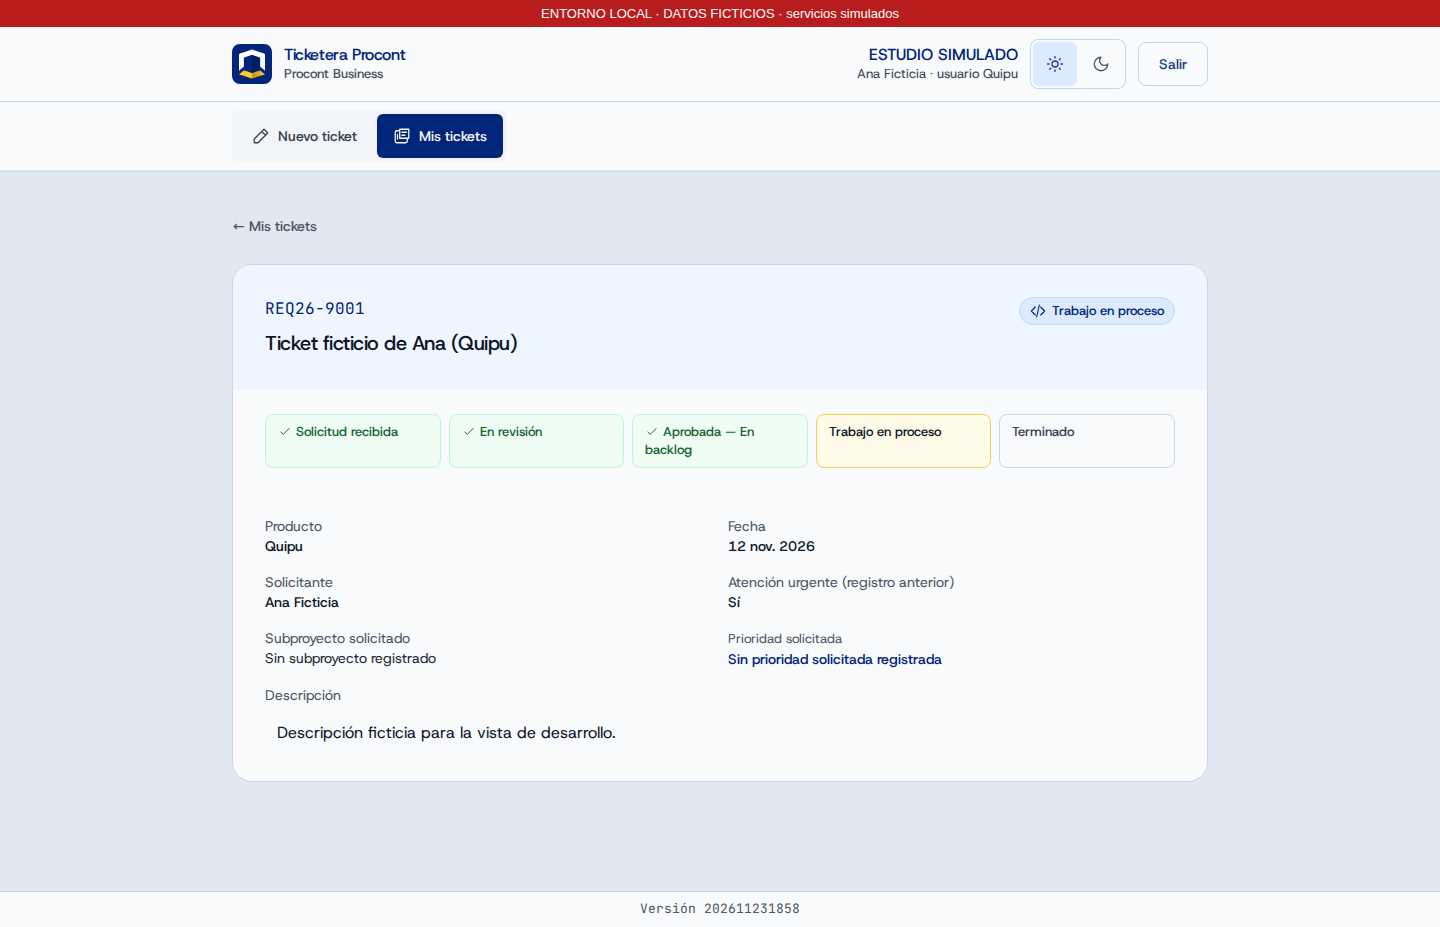 ENTORNO LOCAL · DATOS FICTICIOS · servicios simulados
Ticketera Procont
Procont Business
ESTUDIO SIMULADO
Ana Ficticia · usuario Quipu
Salir
Nuevo ticket
Mis tickets
← Mis tickets
REQ26-9001
Trabajo en proceso
Ticket ficticio de Ana (Quipu)
✓ Solicitud recibida
✓ En revisión
✓ Aprobada — En
backlog
Trabajo en proceso
Terminado
Producto
Quipu
Fecha
12 nov. 2026
Solicitante
Ana Ficticia
Atención urgente (registro anterior)
Sí
Subproyecto solicitado
Sin subproyecto registrado
Prioridad solicitada
Sin prioridad solicitada registrada
Descripción
Descripción ficticia para la vista de desarrollo.
Versión 202611231858